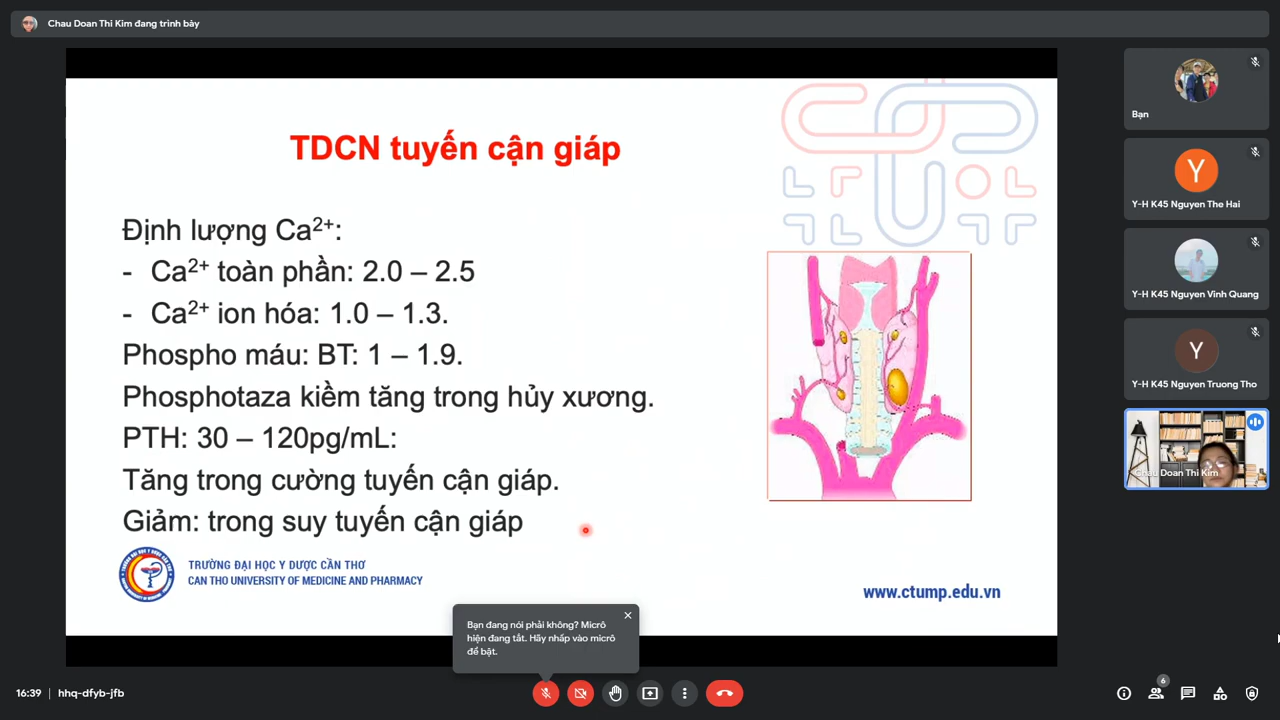 Chau Doan Thi Kim đang trình bày
TDCN tuyến cận giáp
Định lượng Ca²⁺:
- Ca²⁺ toàn phần: 2.0 – 2.5
- Ca²⁺ ion hóa: 1.0 – 1.3.
Phospho máu: BT: 1 – 1.9.
Phosphotaza kiềm tăng trong hủy xương.
PTH: 30 – 120pg/mL:
Tăng trong cường tuyến cận giáp.
Giảm: trong suy tuyến cận giáp
TRƯỜNG ĐẠI HỌC Y DƯỢC CẦN THƠ
CAN THO UNIVERSITY OF MEDICINE AND PHARMACY
www.ctump.edu.vn
Bạn
Y
Y-H K45 Nguyen The Hai
Y-H K45 Nguyen Vinh Quang
Y
Y-H K45 Nguyen Truong Tho
Chau Doan Thi Kim
Bạn đang nói phải không? Micrô
hiện đang tắt. Hãy nhấp vào micrô
để bật.
16:39 | hhq-dfyb-jfb
6